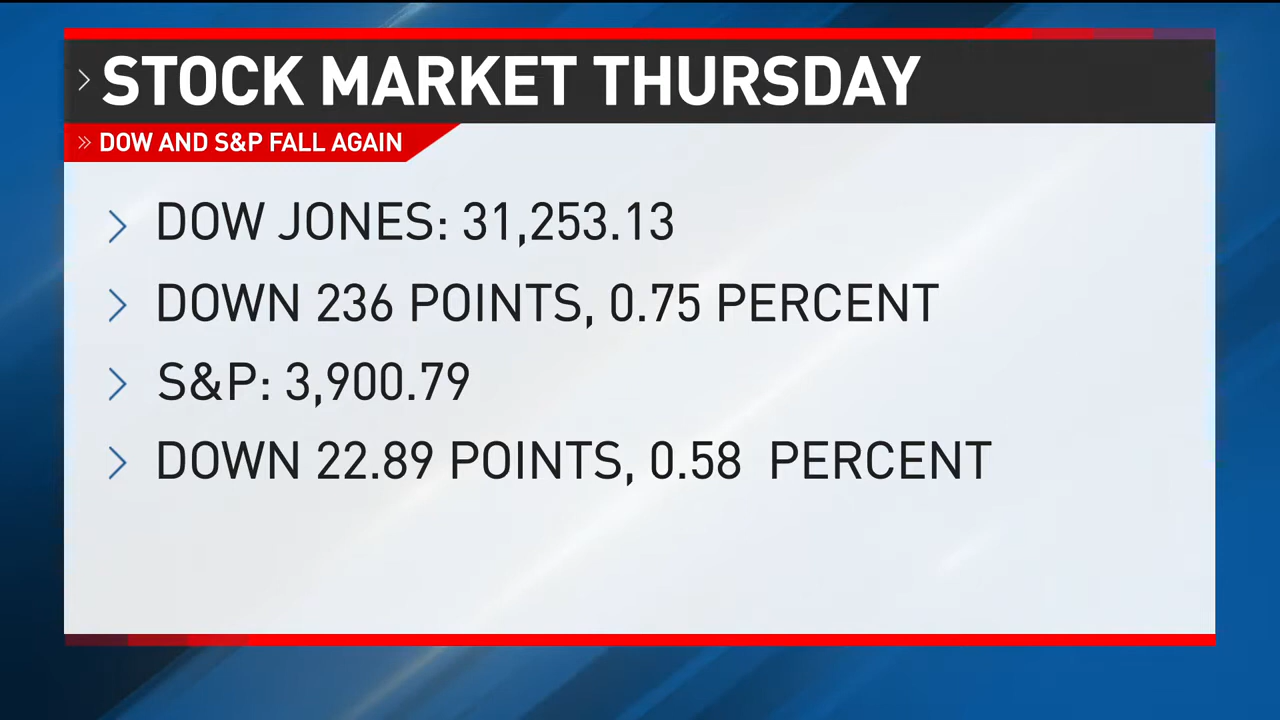 STOCK MARKET THURSDAY
DOW AND S&P FALL AGAIN
DOW JONES: 31,253.13
DOWN 236 POINTS, 0.75 PERCENT
S&P: 3,900.79
DOWN 22.89 POINTS, 0.58  PERCENT